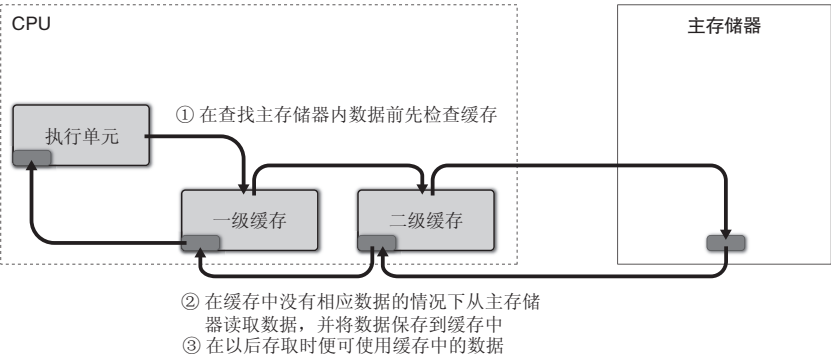 CPU
主存储器
① 在查找主存储器内数据前先检查缓存
执行单元
一级缓存
二级缓存
② 在缓存中没有相应数据的情况下从主存储
器读取数据，并将数据保存到缓存中
③ 在以后存取时便可使用缓存中的数据